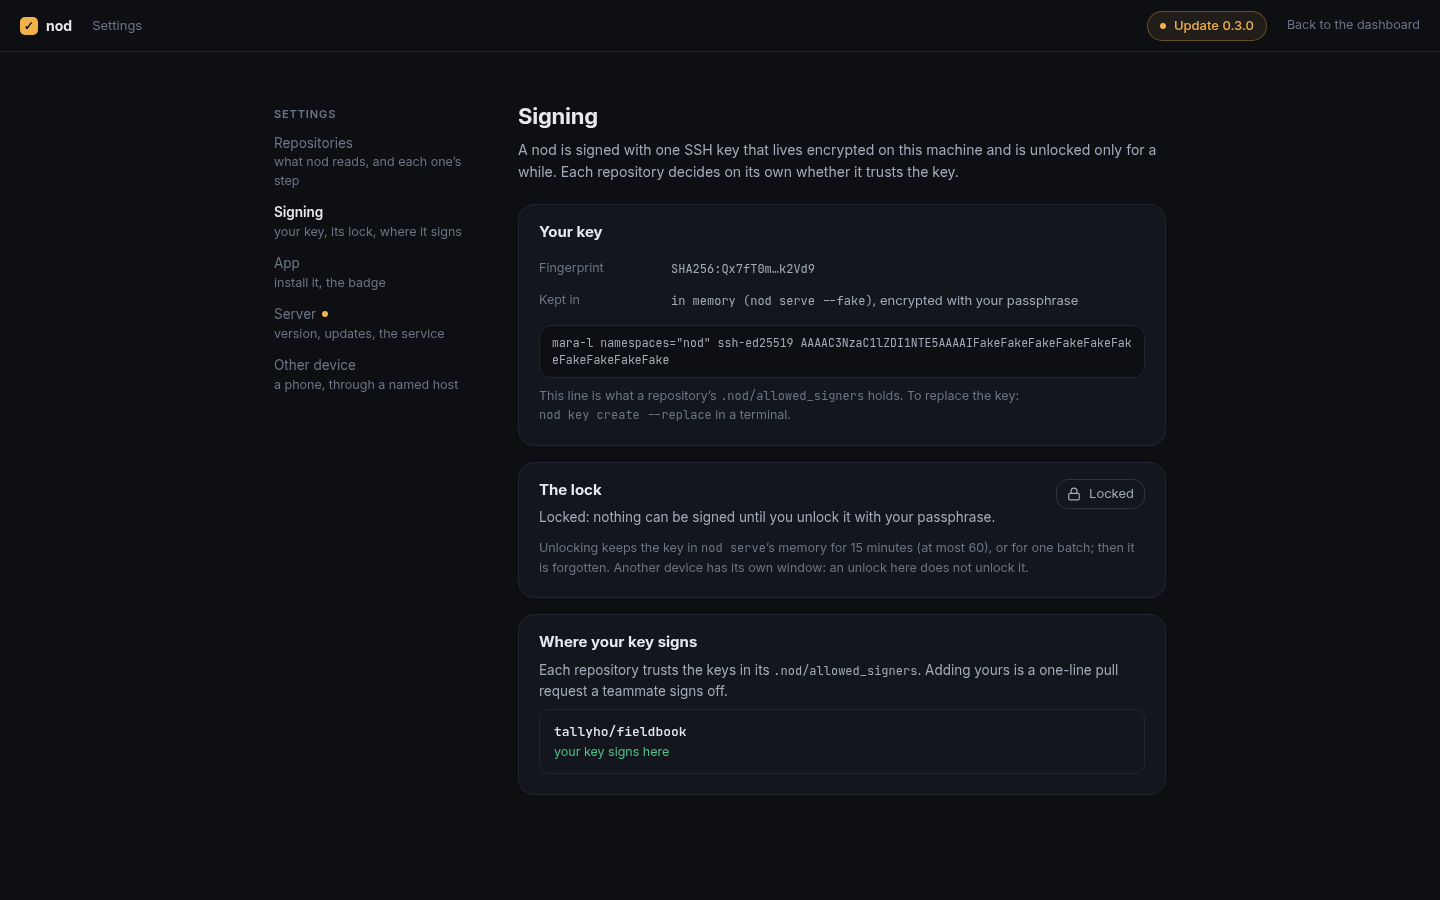 ✓ nod Settings Update 0.3.0 Back to the dashboard
SETTINGS
Repositories
what nod reads, and each one’s
step
Signing
your key, its lock, where it signs
App
install it, the badge
Server
version, updates, the service
Other device
a phone, through a named host
Signing
A nod is signed with one SSH key that lives encrypted on this machine and is unlocked only for a
while. Each repository decides on its own whether it trusts the key.
Your key
Fingerprint SHA256:Qx7fT0m…k2Vd9
Kept in in memory (nod serve --fake), encrypted with your passphrase
mara-l namespaces="nod" ssh-ed25519 AAAAC3NzaC1lZDI1NTE5AAAAIFakeFakeFakeFakeFakeFak
eFakeFakeFakeFake
This line is what a repository’s .nod/allowed_signers holds. To replace the key:
nod key create --replace in a terminal.
The lock
Locked
Locked: nothing can be signed until you unlock it with your passphrase.
Unlocking keeps the key in nod serve’s memory for 15 minutes (at most 60), or for one batch; then it
is forgotten. Another device has its own window: an unlock here does not unlock it.
Where your key signs
Each repository trusts the keys in its .nod/allowed_signers. Adding yours is a one-line pull
request a teammate signs off.
tallyho/fieldbook
your key signs here